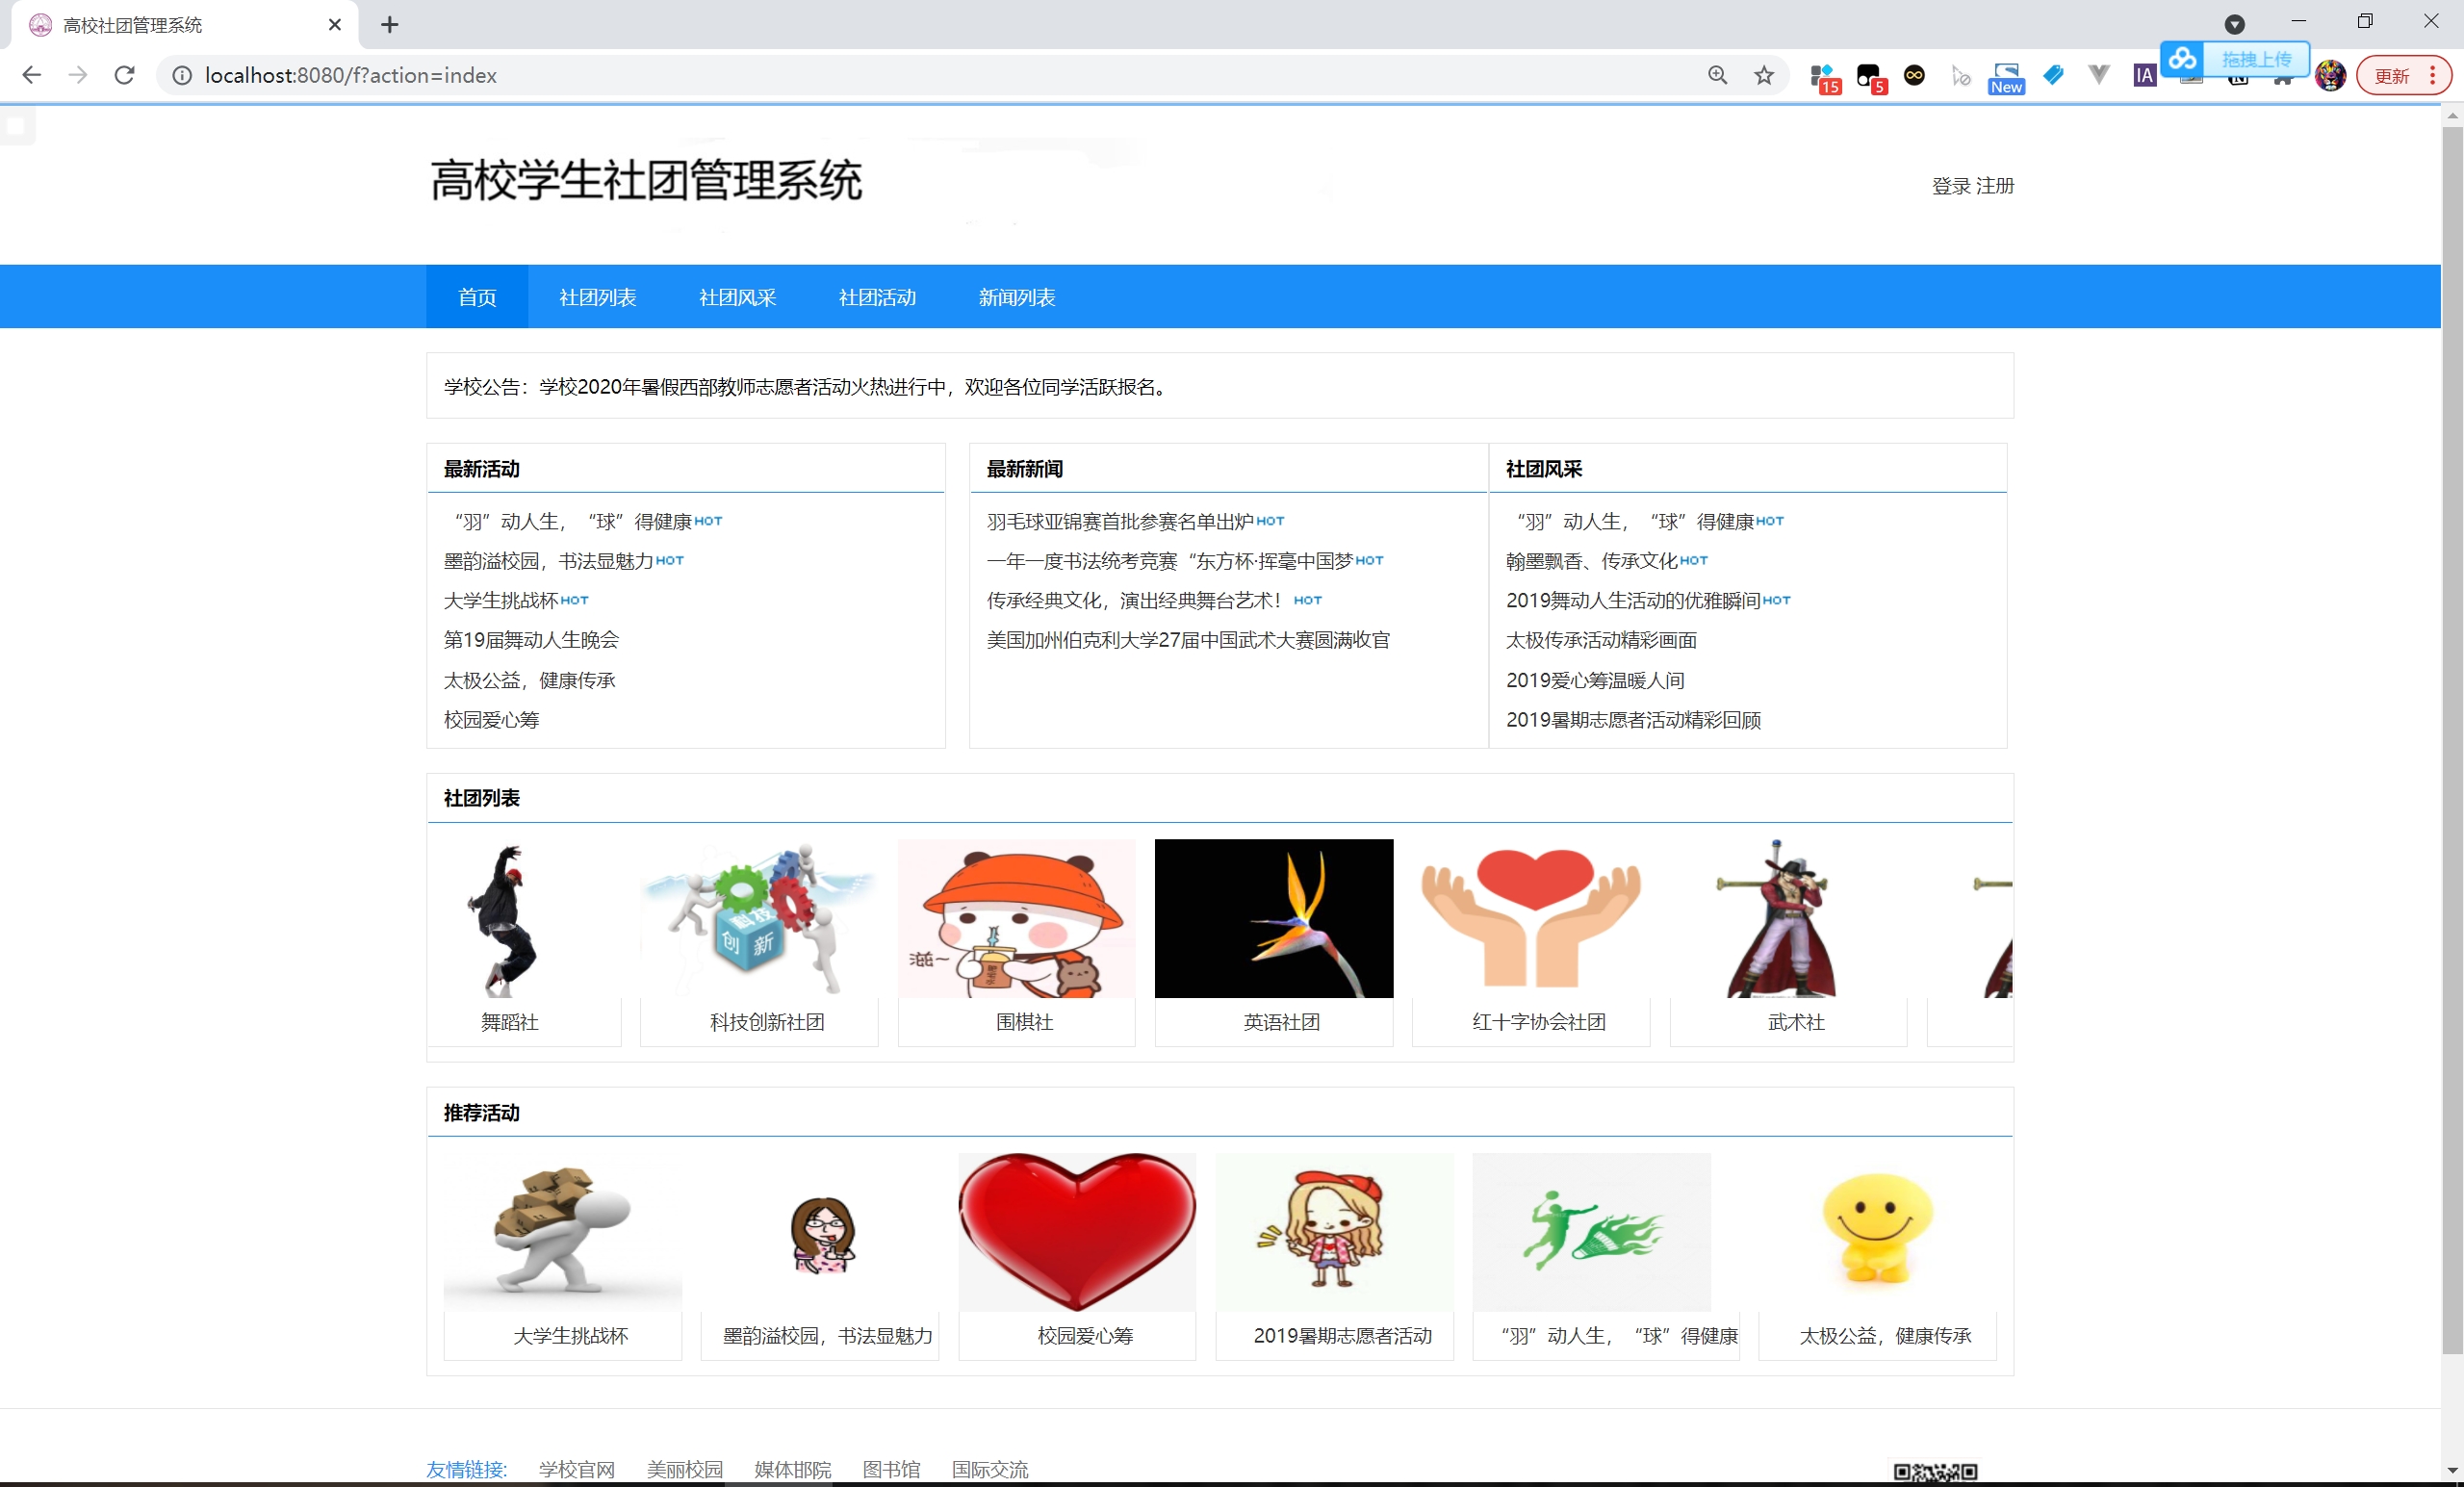 高校社团管理系统
localhost:8080/f?action=index
15
5
New
IA
拖拽上传
更新
高校学生社团管理系统
登录 注册
首页 社团列表 社团风采 社团活动 新闻列表
学校公告：学校2020年暑假西部教师志愿者活动火热进行中，欢迎各位同学活跃报名。
最新活动
“羽”动人生，“球”得健康HOT
墨韵溢校园，书法显魅力HOT
大学生挑战杯HOT
第19届舞动人生晚会
太极公益，健康传承
校园爱心筹
最新新闻
羽毛球亚锦赛首批参赛名单出炉HOT
一年一度书法统考竞赛“东方杯·挥毫中国梦HOT
传承经典文化，演出经典舞台艺术！HOT
美国加州伯克利大学27届中国武术大赛圆满收官
社团风采
“羽”动人生，“球”得健康HOT
翰墨飘香、传承文化HOT
2019舞动人生活动的优雅瞬间HOT
太极传承活动精彩画面
2019爱心筹温暖人间
2019暑期志愿者活动精彩回顾
社团列表
科技
创 新
舞蹈社 科技创新社团 围棋社 英语社团 红十字协会社团 武术社
推荐活动
大学生挑战杯 墨韵溢校园，书法显魅力 校园爱心筹 2019暑期志愿者活动 “羽”动人生，“球”得健康 太极公益，健康传承
友情链接: 学校官网 美丽校园 媒体邯院 图书馆 国际交流